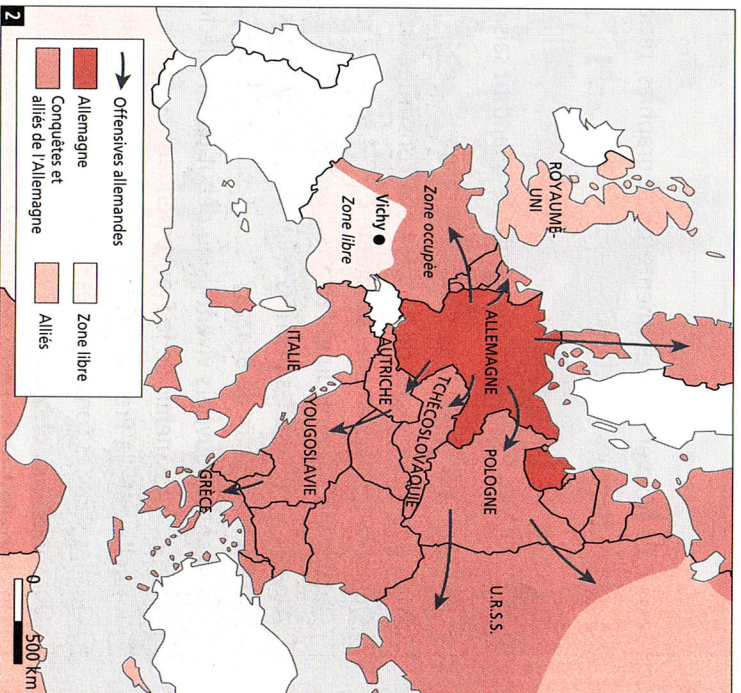 2
Offensives allemandes
Allemagne
Conquêtes et
alliés de l'Allemagne
Zone libre
Alliés
ROYAUME-
UNI
Zone occupée
Vichy
Zone libre
ALLEMAGNE
POLOGNE
TCHÉCOSLOVAQUIE
AUTRICHE
ITALIE
YOUGOSLAVIE
GRÈCE
U.R.S.S.
0
500 km